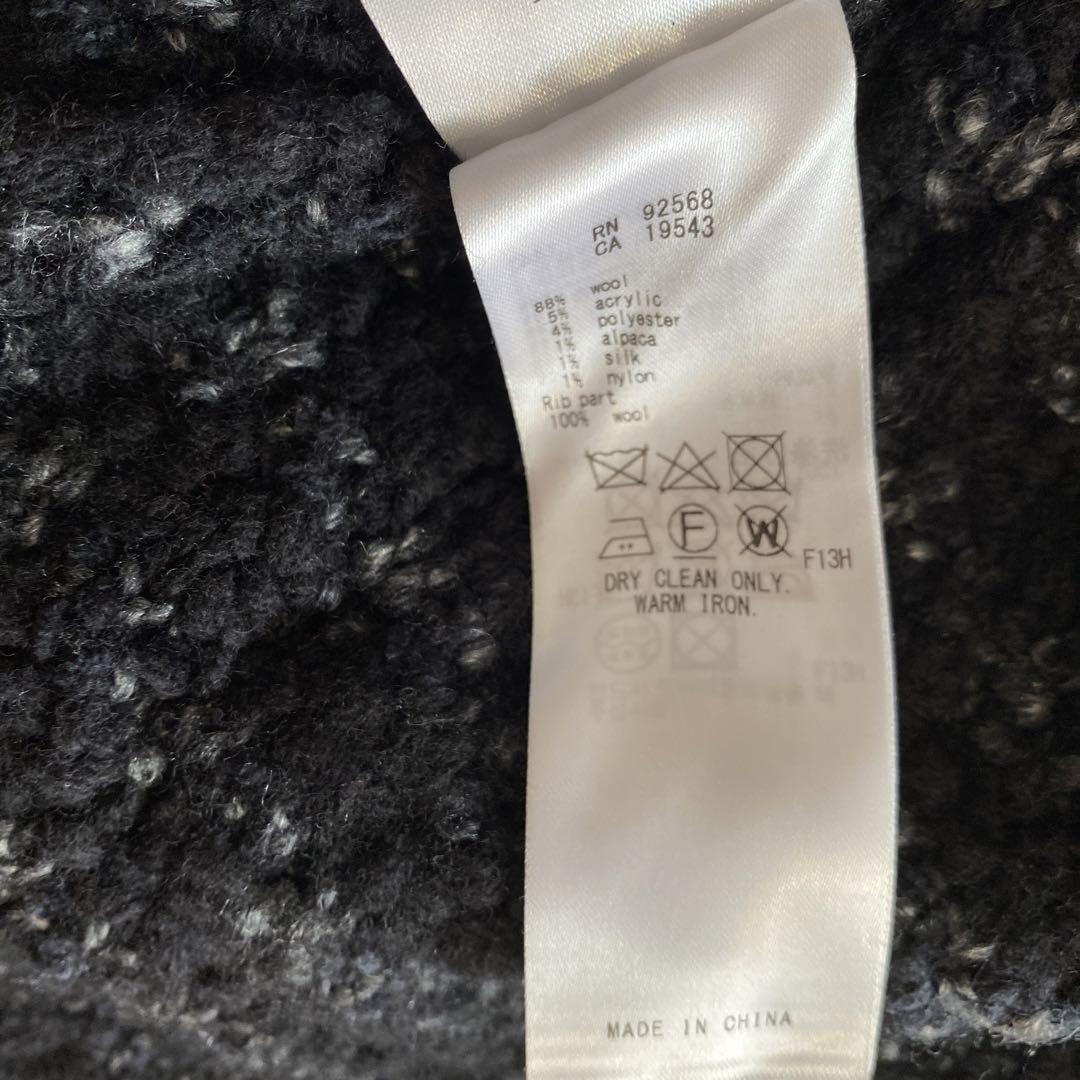 RN 92568
CA 19543
88% wool
5% acrylic
4% polyester
1% alpaca
1% silk
1% nylon
Rib part
100% wool
F W F13H
DRY CLEAN ONLY.
WARM IRON.
F13H
MADE IN CHINA